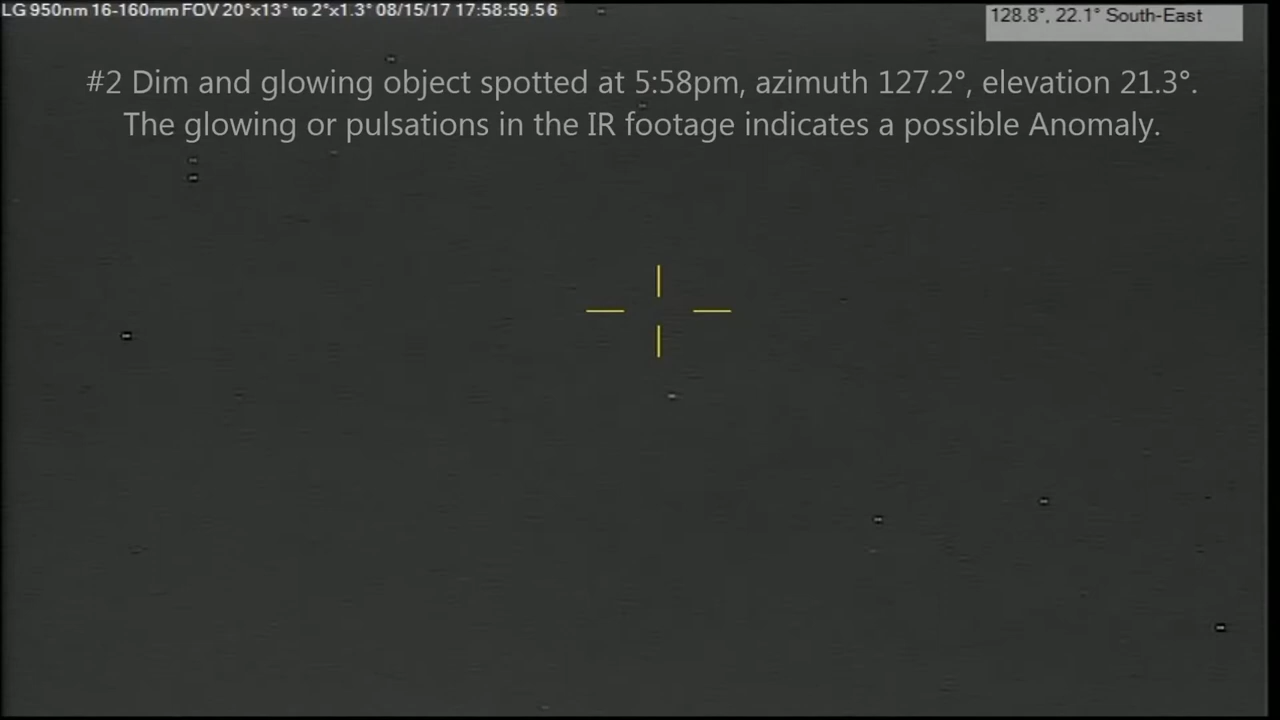 LG 950nm 16-160mm FOV 20°x13° to 2°x1.3° 08/15/17 17:58:59.56
128.8°, 22.1° South-East
#2 Dim and glowing object spotted at 5:58pm, azimuth 127.2°, elevation 21.3°.
The glowing or pulsations in the IR footage indicates a possible Anomaly.